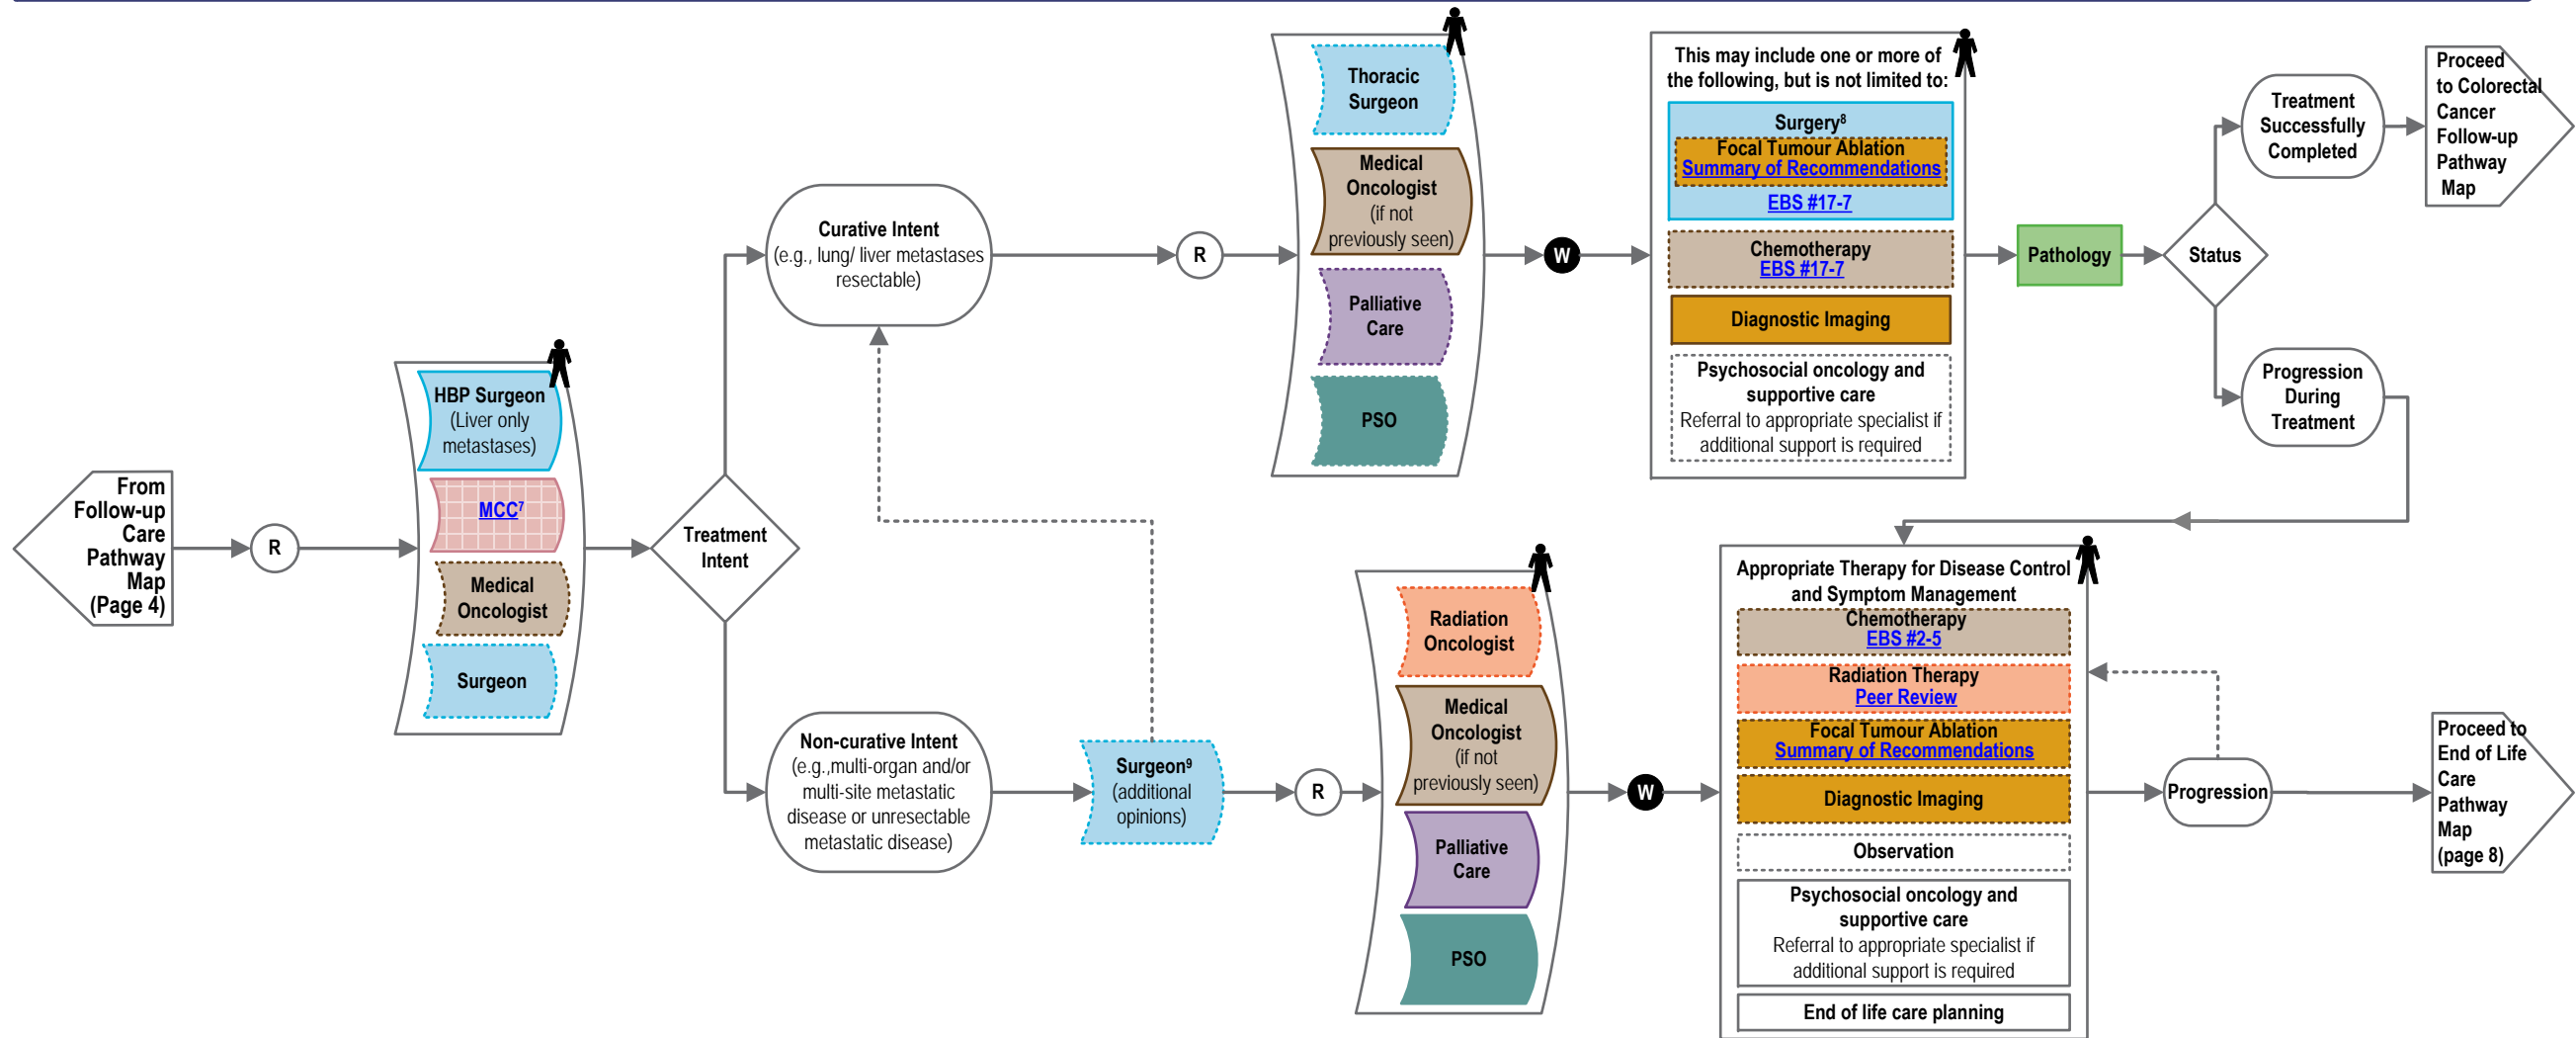 From
Follow-up
Care
Pathway
Map
(Page 4)
R
HBP Surgeon
(Liver only
metastases)
MCC⁷
Medical
Oncologist
Surgeon
Treatment
Intent
Curative Intent
(e.g., lung/ liver metastases
resectable)
R
Thoracic
Surgeon
Medical
Oncologist
(if not
previously seen)
Palliative
Care
PSO
W
This may include one or more of
the following, but is not limited to:
Surgery⁸
Focal Tumour Ablation
Summary of Recommendations
EBS #17-7
Chemotherapy
EBS #17-7
Diagnostic Imaging
Psychosocial oncology and
supportive care
Referral to appropriate specialist if
additional support is required
Pathology
Status
Treatment
Successfully
Completed
Proceed
to Colorectal
Cancer
Follow-up
Pathway
Map
Progression
During
Treatment
Non-curative Intent
(e.g.,multi-organ and/or
multi-site metastatic
disease or unresectable
metastatic disease)
Surgeon⁹
(additional
opinions)
R
Radiation
Oncologist
Medical
Oncologist
(if not
previously seen)
Palliative
Care
PSO
W
Appropriate Therapy for Disease Control
and Symptom Management
Chemotherapy
EBS #2-5
Radiation Therapy
Peer Review
Focal Tumour Ablation
Summary of Recommendations
Diagnostic Imaging
Observation
Psychosocial oncology and
supportive care
Referral to appropriate specialist if
additional support is required
End of life care planning
Progression
Proceed to
End of Life
Care
Pathway
Map
(page 8)